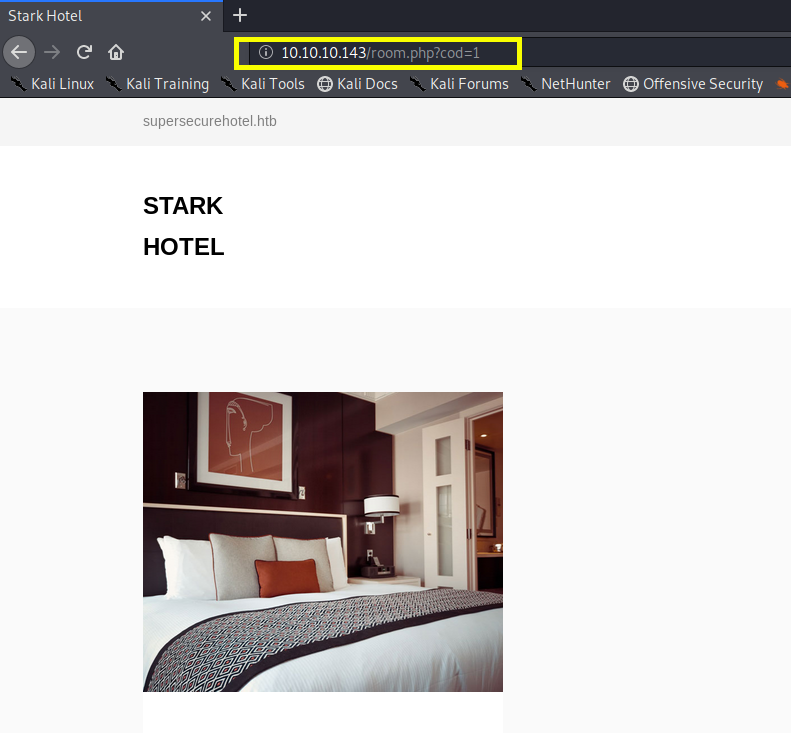 Stark Hotel
10.10.10.143/room.php?cod=1
Kali Linux Kali Training Kali Tools Kali Docs Kali Forums NetHunter Offensive Security
supersecurehotel.htb
STARK
HOTEL